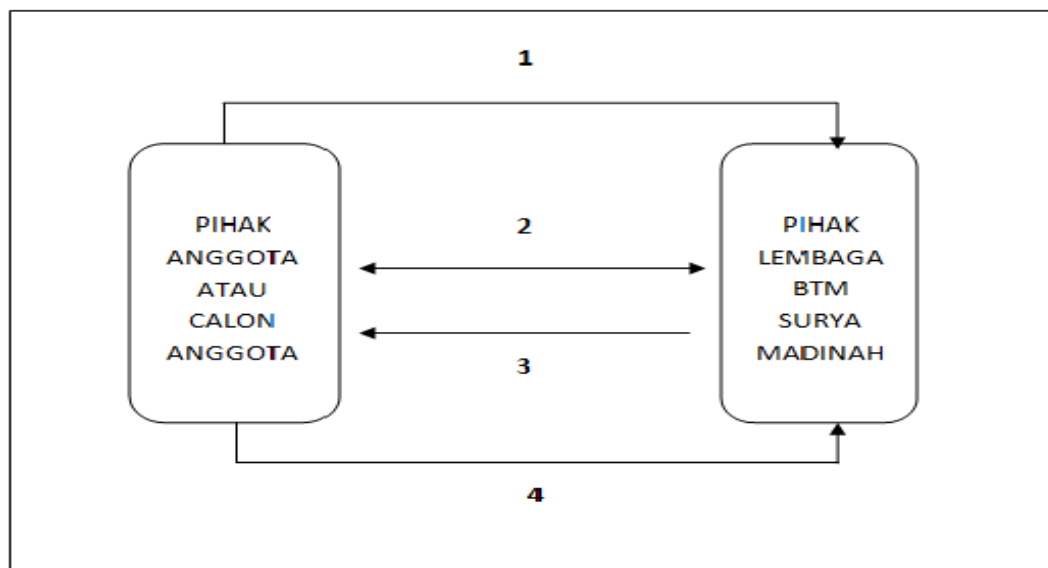 1
PIHAK
ANGGOTA
ATAU
CALON
ANGGOTA
2
3
PIHAK
LEMBAGA
BTM
SURYA
MADINAH
4